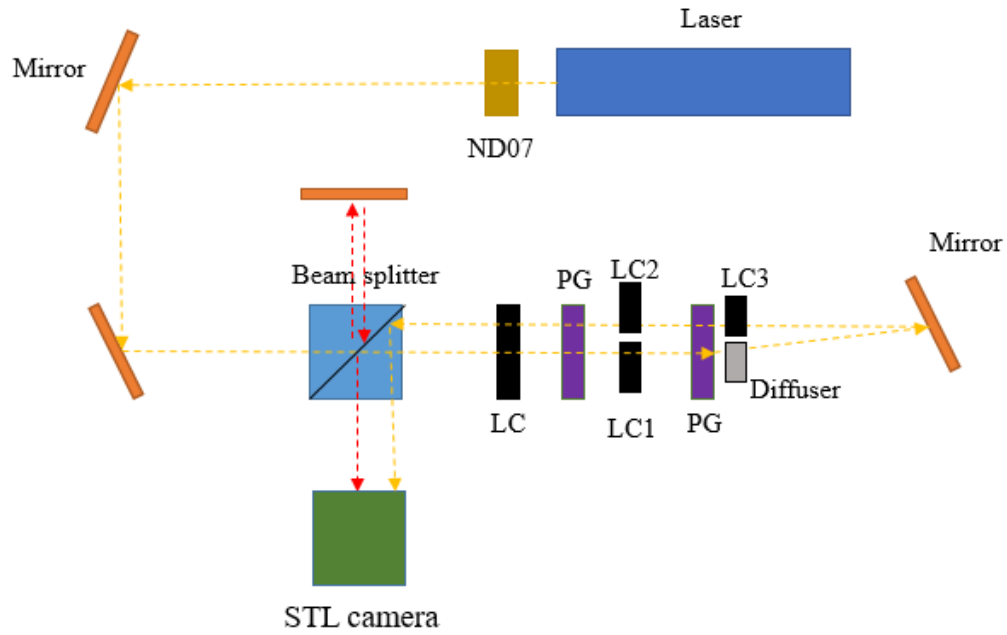 Laser
Mirror
ND07
Mirror
Beam splitter
PG
LC2
LC3
LC
LC1
PG
Diffuser
STL camera